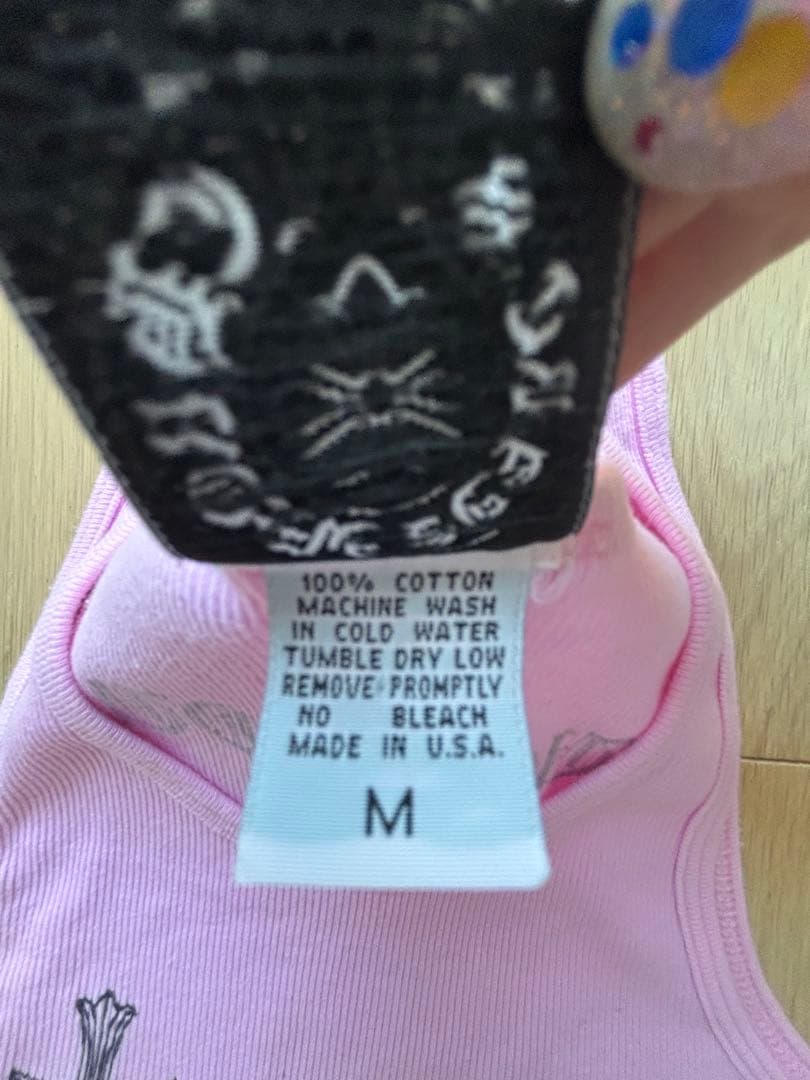 100% COTTON
MACHINE WASH
IN COLD WATER
TUMBLE DRY LOW
REMOVE PROMPTLY
NO BLEACH
MADE IN U.S.A.
M